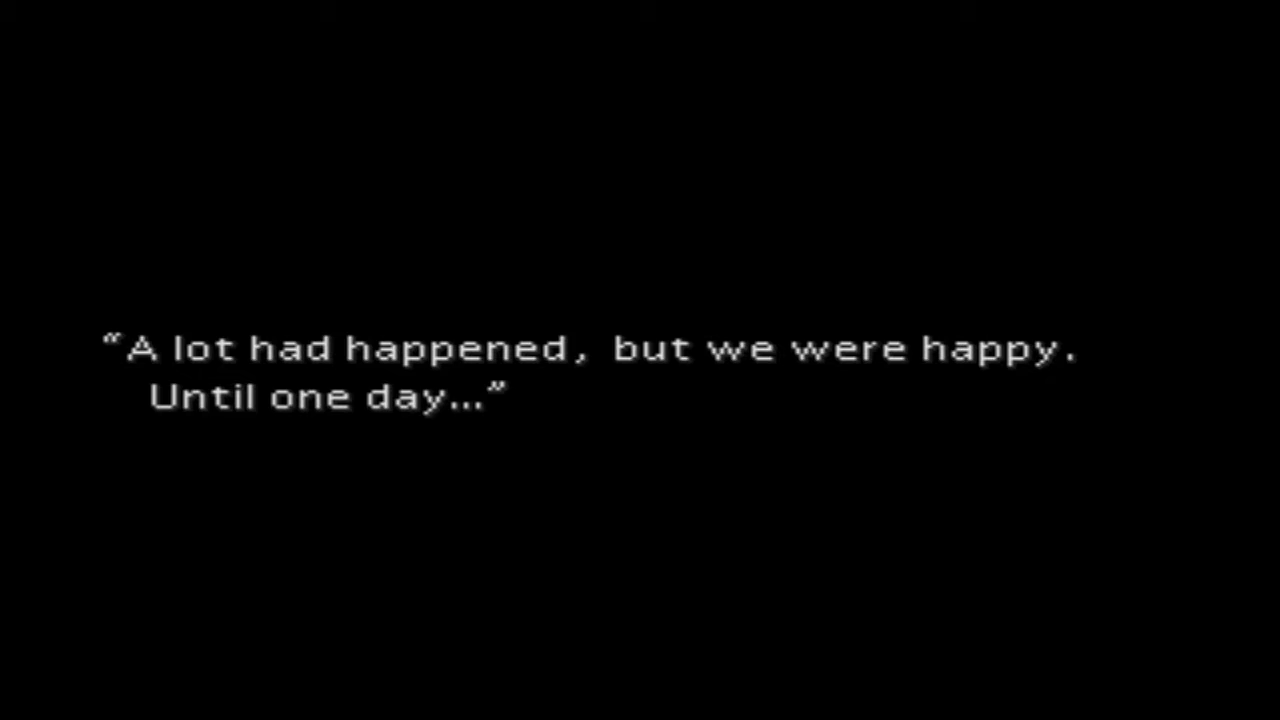 “A lot had happened, but we were happy.
Until one day...”